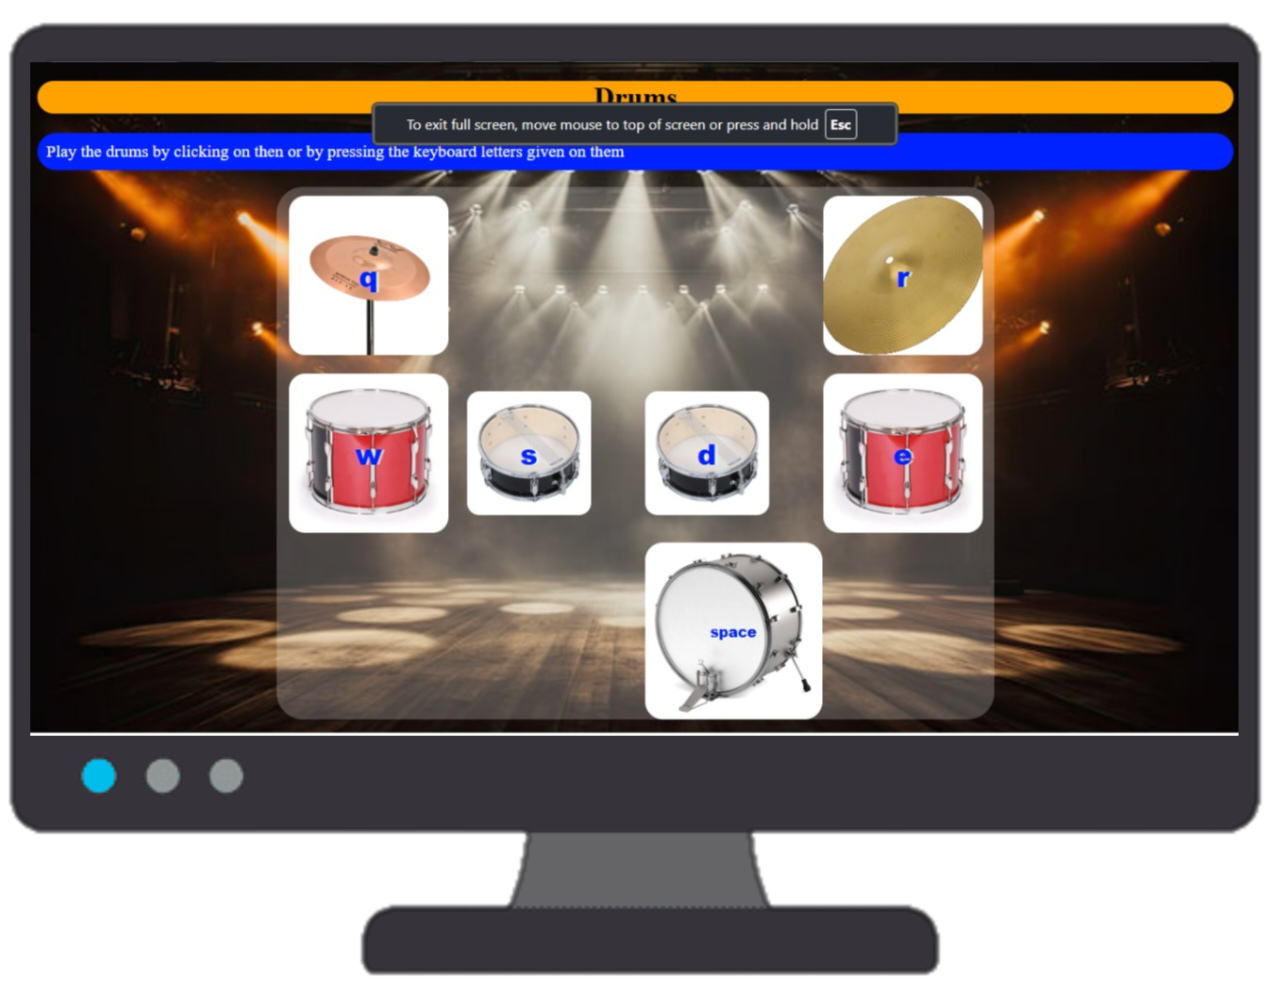 Drums
To exit full screen, move mouse to top of screen or press and hold Esc
Play the drums by clicking on then or by pressing the keyboard letters given on them
q
r
w
s
d
e
space